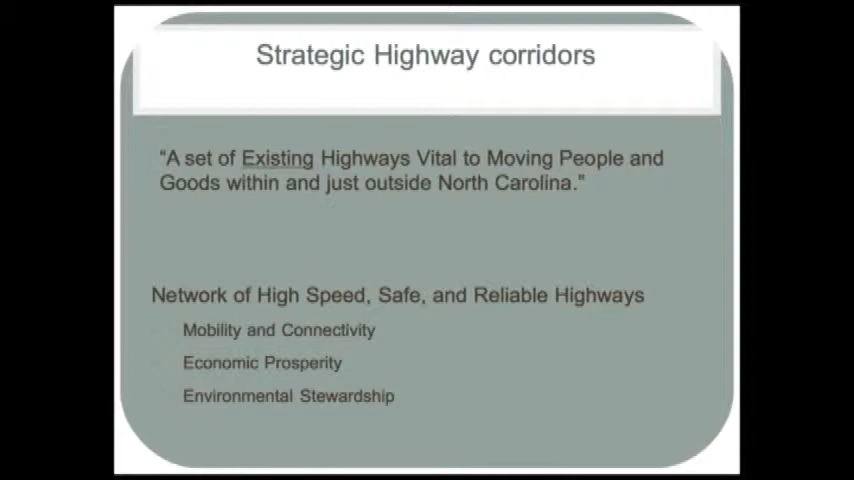 Strategic Highway corridors
“A set of Existing Highways Vital to Moving People and
Goods within and just outside North Carolina.”
Network of High Speed, Safe, and Reliable Highways
Mobility and Connectivity
Economic Prosperity
Environmental Stewardship